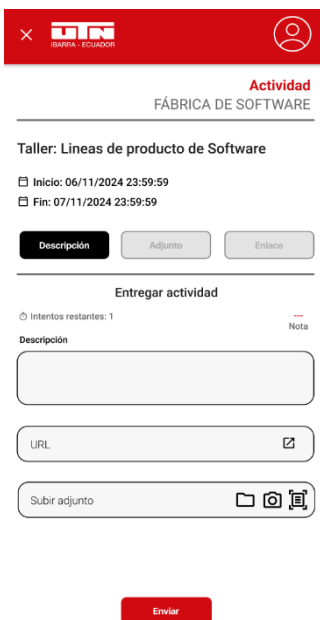 UTN
IBARRA - ECUADOR
Actividad
FÁBRICA DE SOFTWARE
Taller: Lineas de producto de Software
Inicio: 06/11/2024 23:59:59
Fin: 07/11/2024 23:59:59
Descripción Adjunto Enlace
Entregar actividad
Intentos restantes: 1
---
Nota
Descripción
URL
Subir adjunto
Enviar